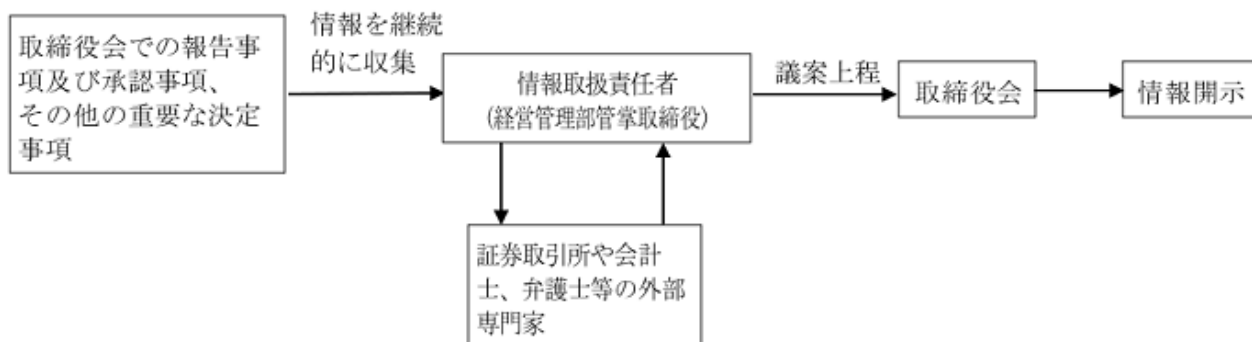 取締役会での報告事
項及び承認事項、
その他の重要な決定
事項
情報を継続
的に収集
情報取扱責任者
(経営管理部管掌取締役)
議案上程
取締役会
情報開示
証券取引所や会計
士、弁護士等の外部
専門家